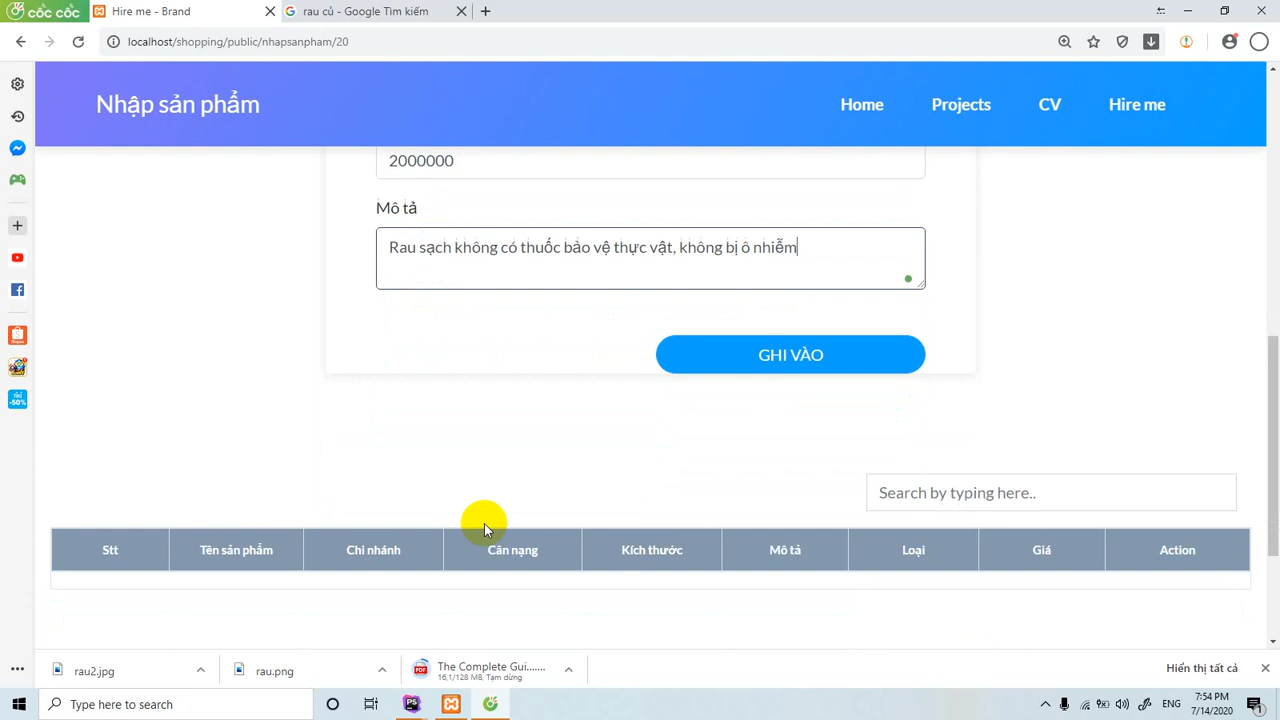 cốc cốc
Hire me - Brand
rau củ - Google Tìm kiếm
localhost/shopping/public/nhapsanpham/20
Nhập sản phẩm
Home
Projects
CV
Hire me
2000000
Mô tả
Rau sạch không có thuốc bảo vệ thực vật, không bị ô nhiễm
GHI VÀO
Search by typing here..
Stt
Tên sản phẩm
Chi nhánh
Cân nạng
Kích thước
Mô tả
Loại
Giá
Action
rau2.jpg
rau.png
The Complete Gui.......
16,1/128 MB, Tạm dừng
Hiển thị tất cả
Type here to search
ENG
7:54 PM
7/14/2020